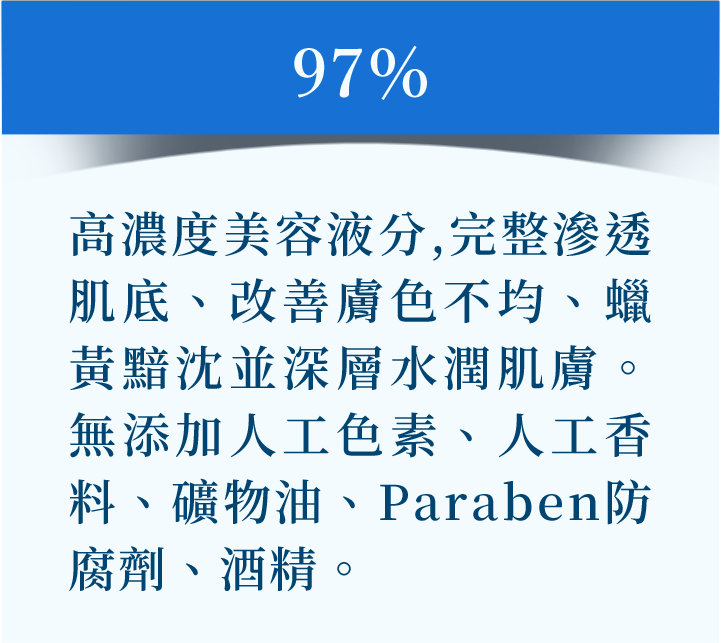 97%
高濃度美容液分,完整滲透
肌底、改善膚色不均、蠟
黃黯沈並深層水潤肌膚。
無添加人工色素、人工香
料、礦物油、Paraben防
腐劑、酒精。